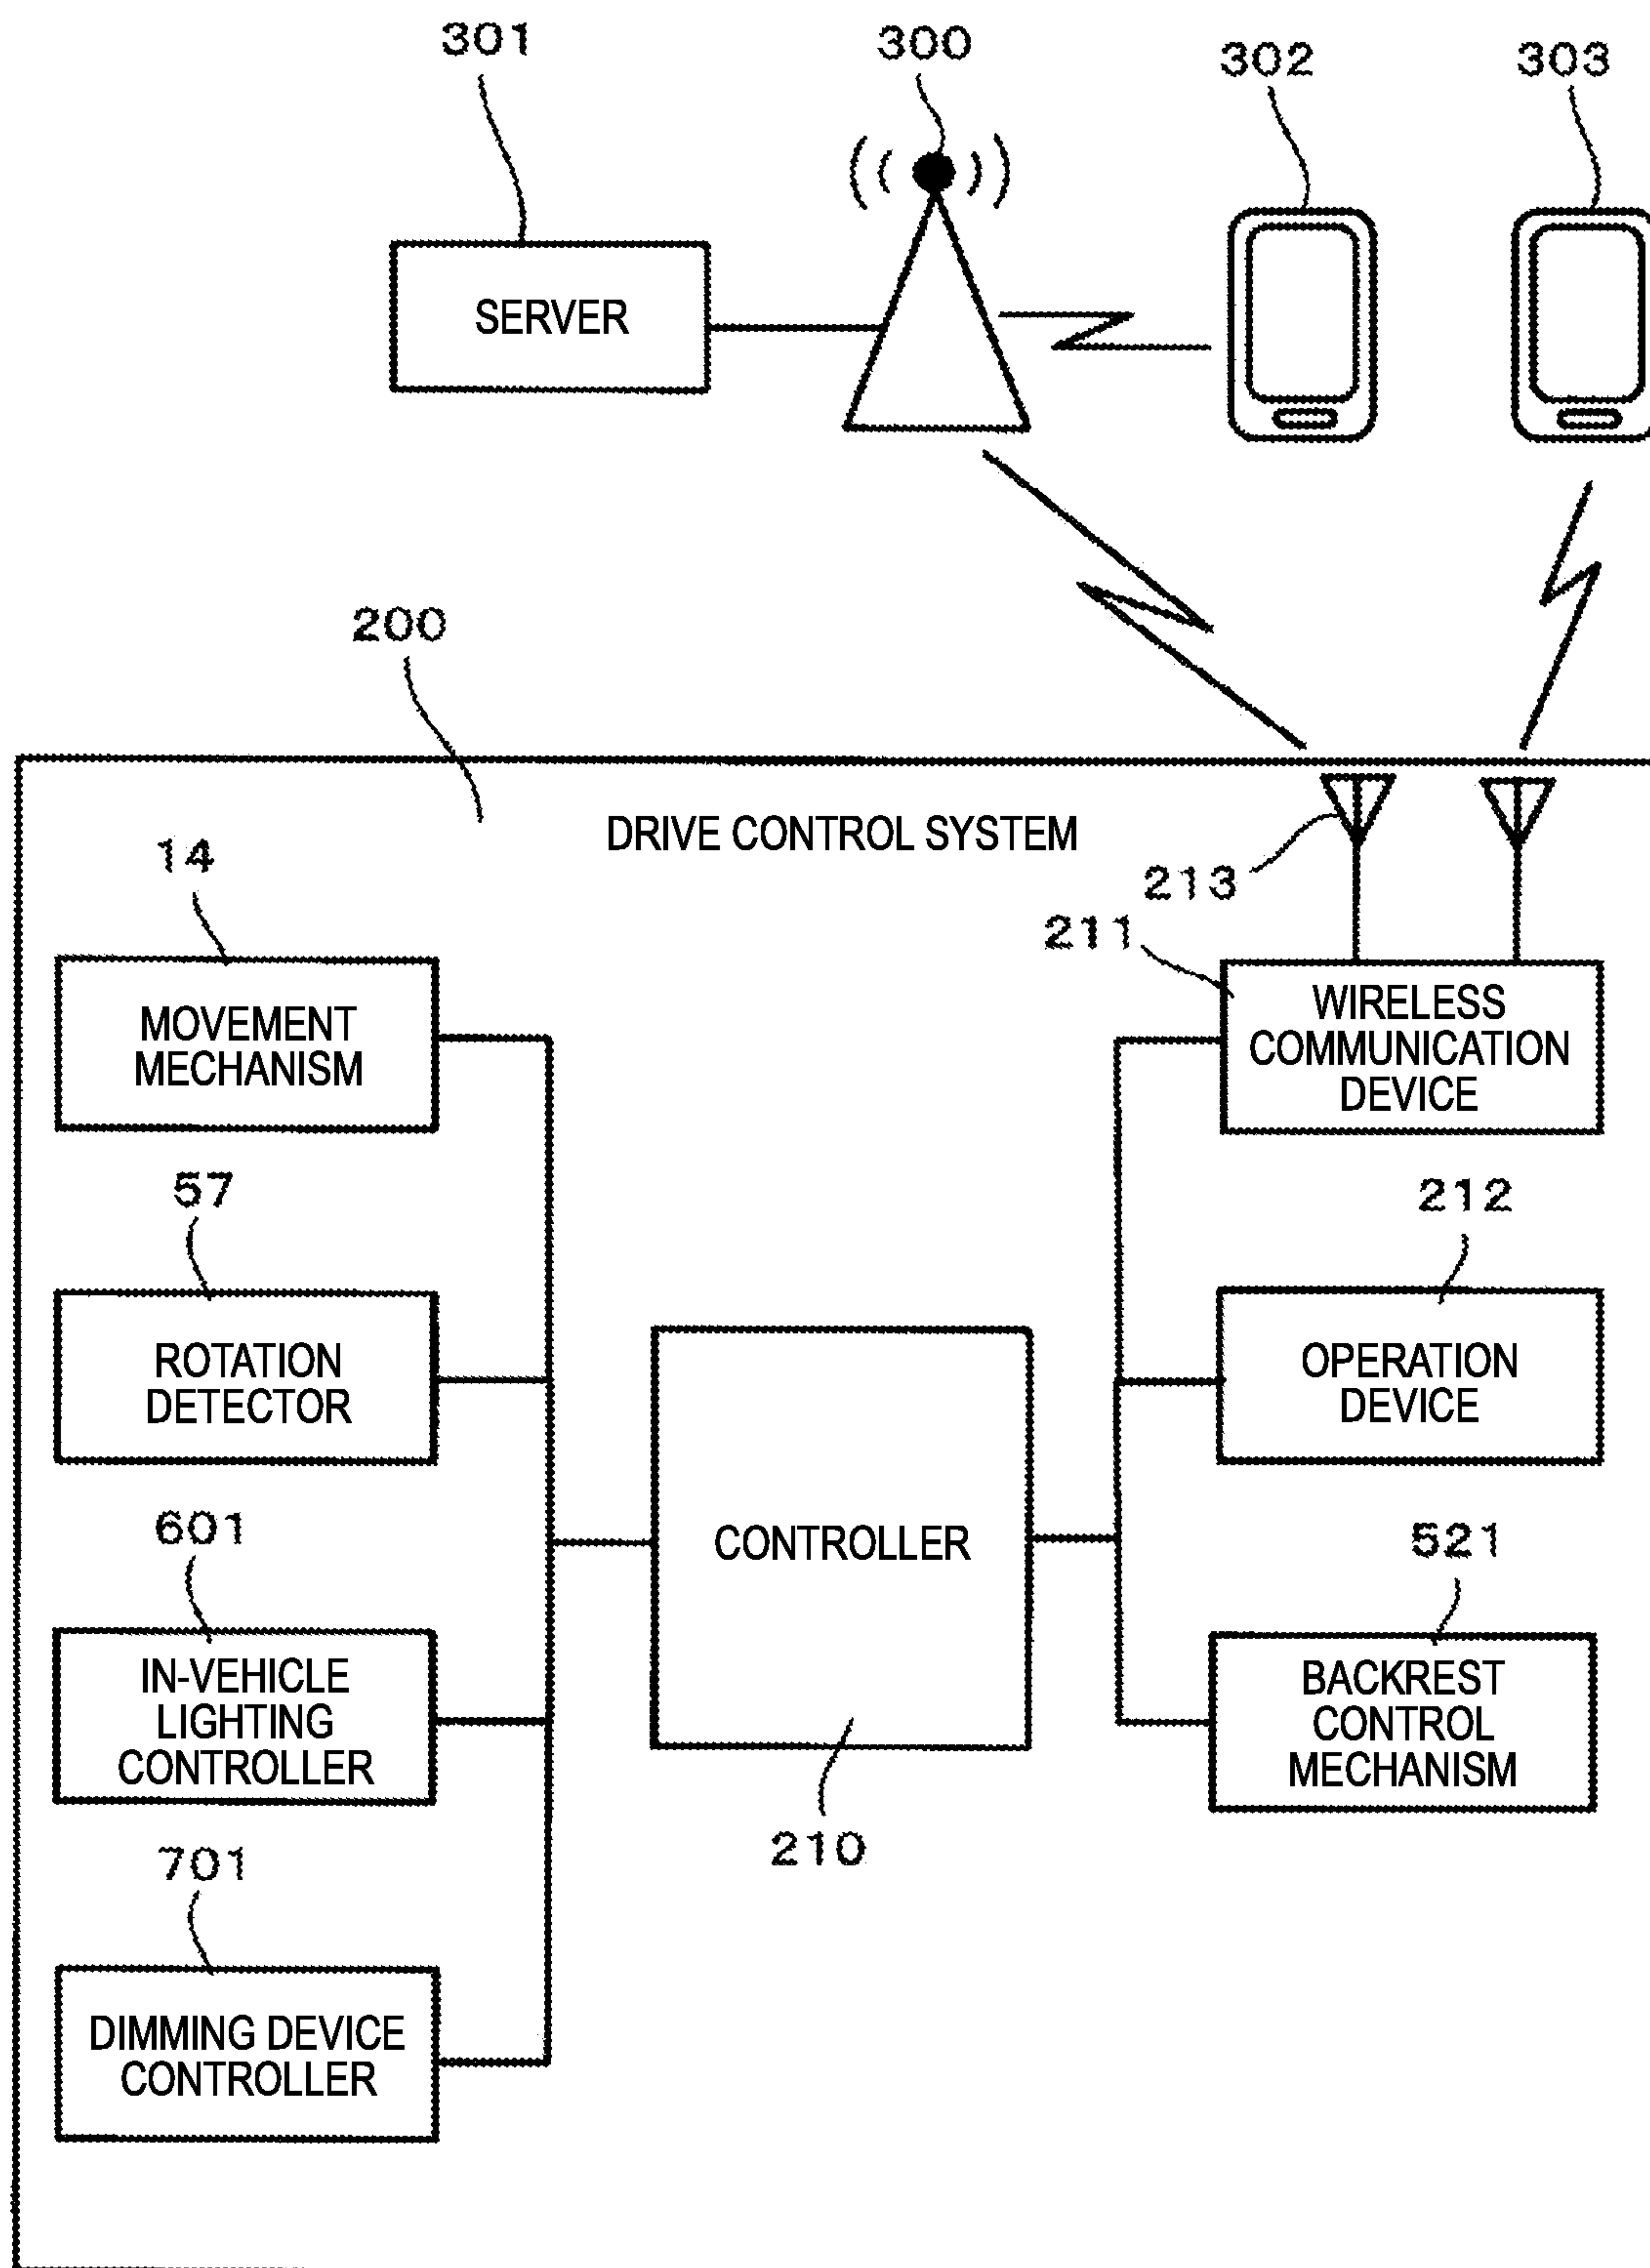 301
300
302
303
SERVER
200
DRIVE CONTROL SYSTEM
213
14
211
MOVEMENT
MECHANISM
WIRELESS
COMMUNICATION
DEVICE
57
212
ROTATION
DETECTOR
OPERATION
DEVICE
601
521
IN-VEHICLE
LIGHTING
CONTROLLER
CONTROLLER
210
BACKREST
CONTROL
MECHANISM
701
DIMMING DEVICE
CONTROLLER